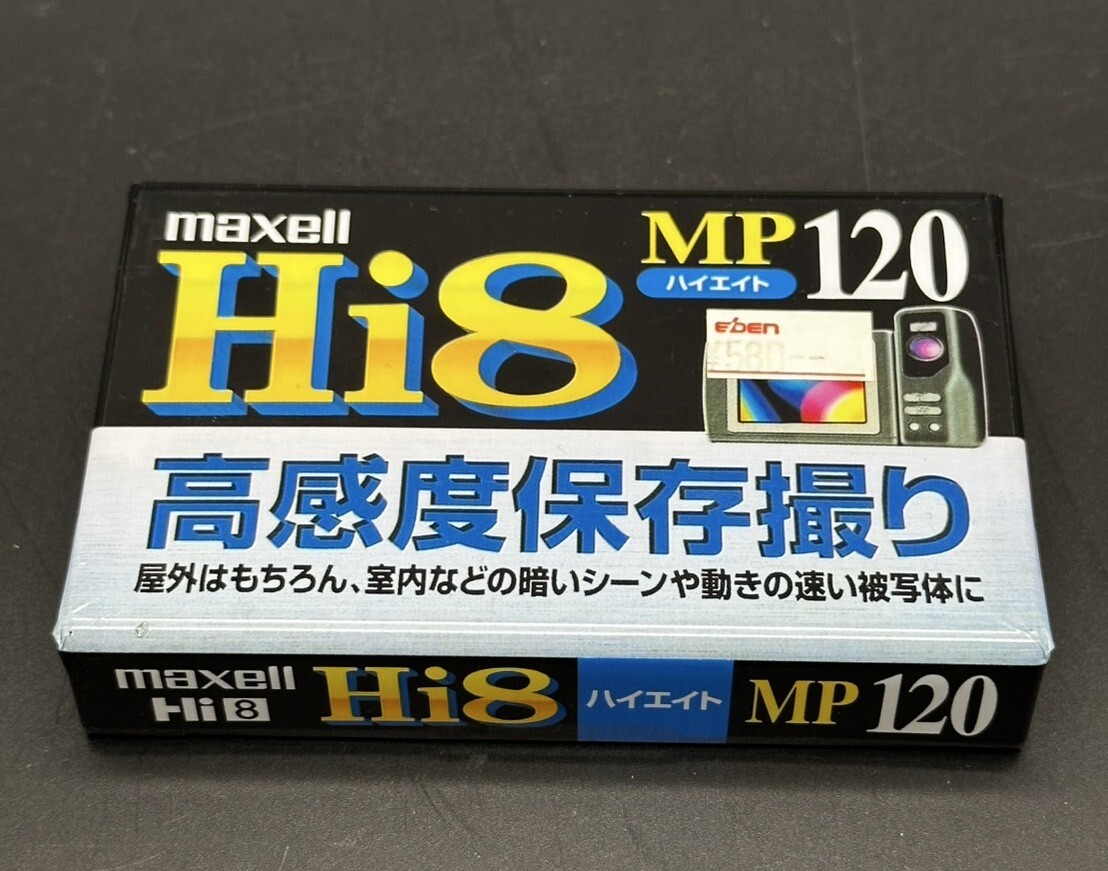 maxell
Hi8
MP 120
ハイエイト
Eben
¥580
高感度保存撮り
屋外はもちろん、室内などの暗いシーンや動きの速い被写体に
maxell
Hi8
Hi8
ハイエイト
MP 120